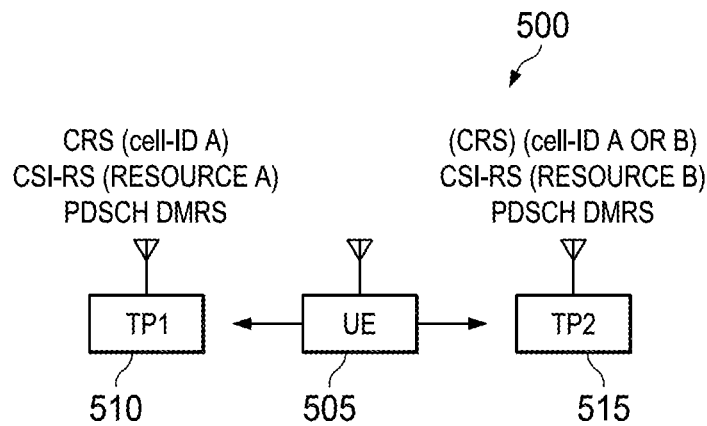 500
CRS (cell-ID A)
CSI-RS (RESOURCE A)
PDSCH DMRS
(CRS) (cell-ID A OR B)
CSI-RS (RESOURCE B)
PDSCH DMRS
TP1
UE
TP2
510
505
515